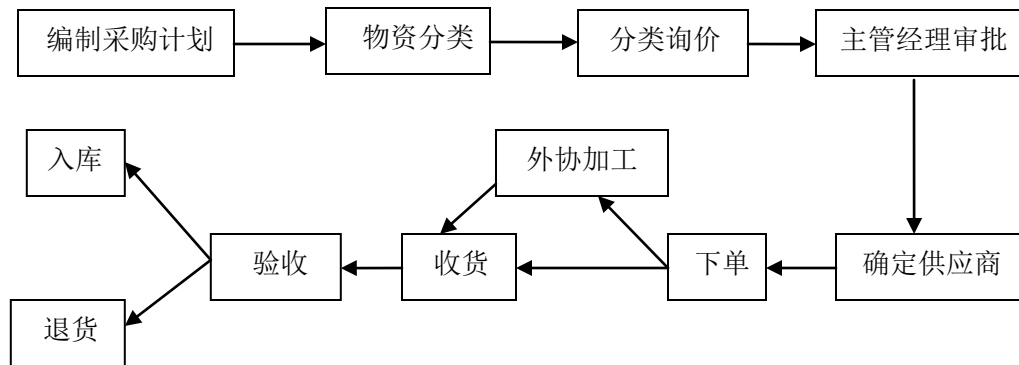 编制采购计划
物资分类
分类询价
主管经理审批
入库
外协加工
验收
收货
下单
确定供应商
退货